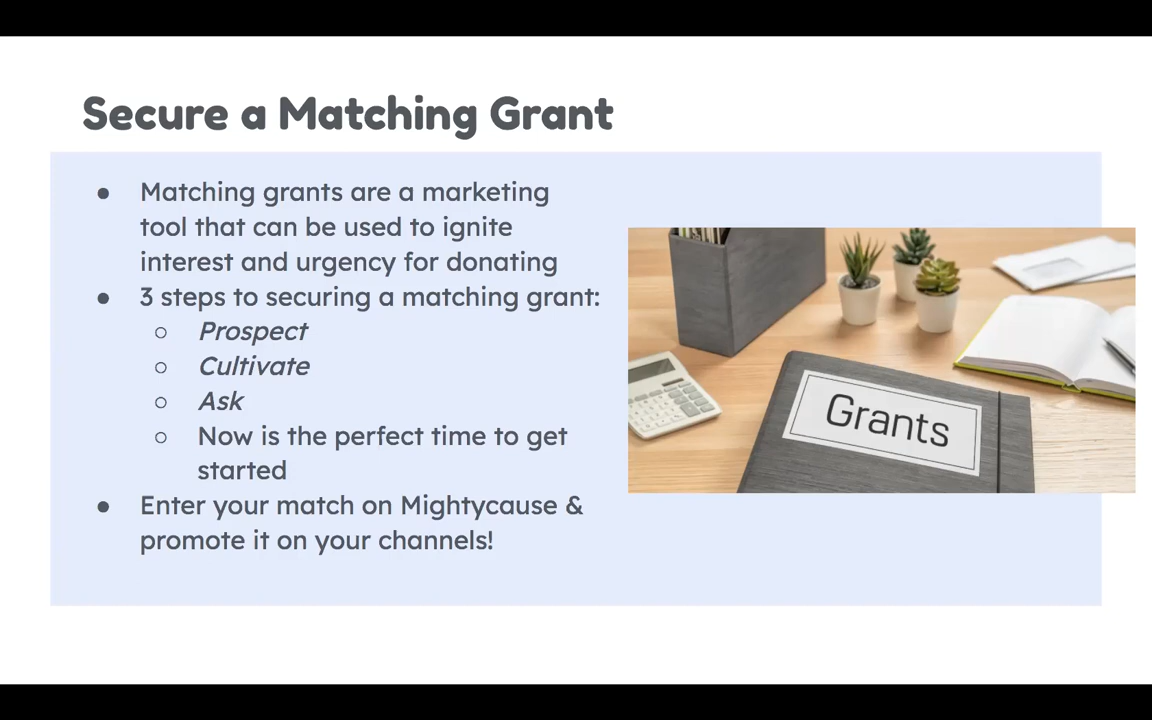 Secure a Matching Grant
● Matching grants are a marketing
tool that can be used to ignite
interest and urgency for donating
● 3 steps to securing a matching grant:
○ Prospect
○ Cultivate
○ Ask
○ Now is the perfect time to get
started
● Enter your match on Mightycause &
promote it on your channels!
Grants